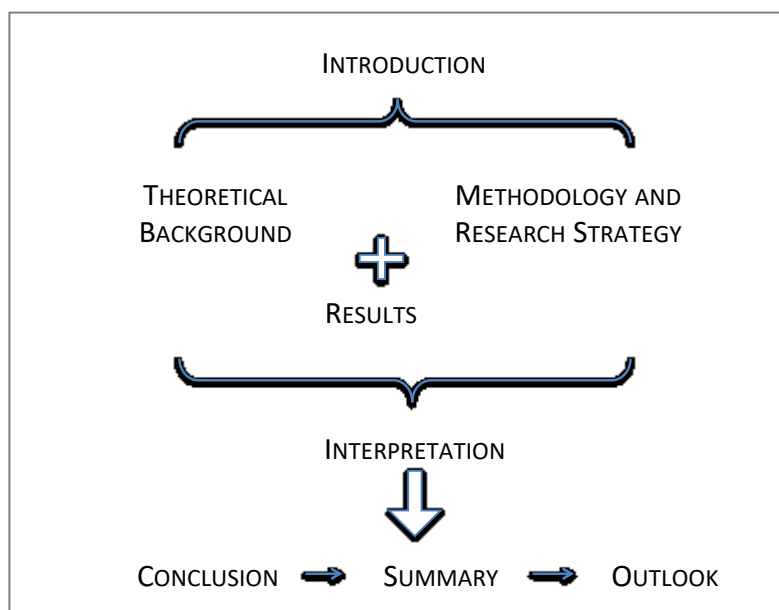 INTRODUCTION
THEORETICAL
BACKGROUND
METHODOLOGY AND
RESEARCH STRATEGY
RESULTS
INTERPRETATION
CONCLUSION SUMMARY OUTLOOK